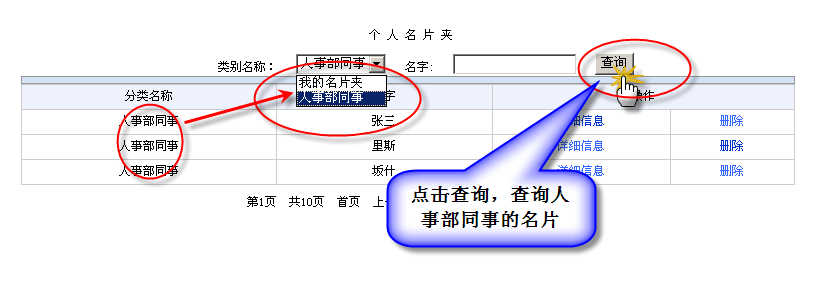 个 人 名 片 夹
类别名称： 人事部同事 名字:  查询
我的名片夹
人事部同事
分类名称 字 操作
人事部同事 张三 细信息 删除
人事部同事 里斯 详细信息 删除
人事部同事 坂什 详细信息 删除
第1页 共10页 首页 上一
点击查询，查询人
事部同事的名片